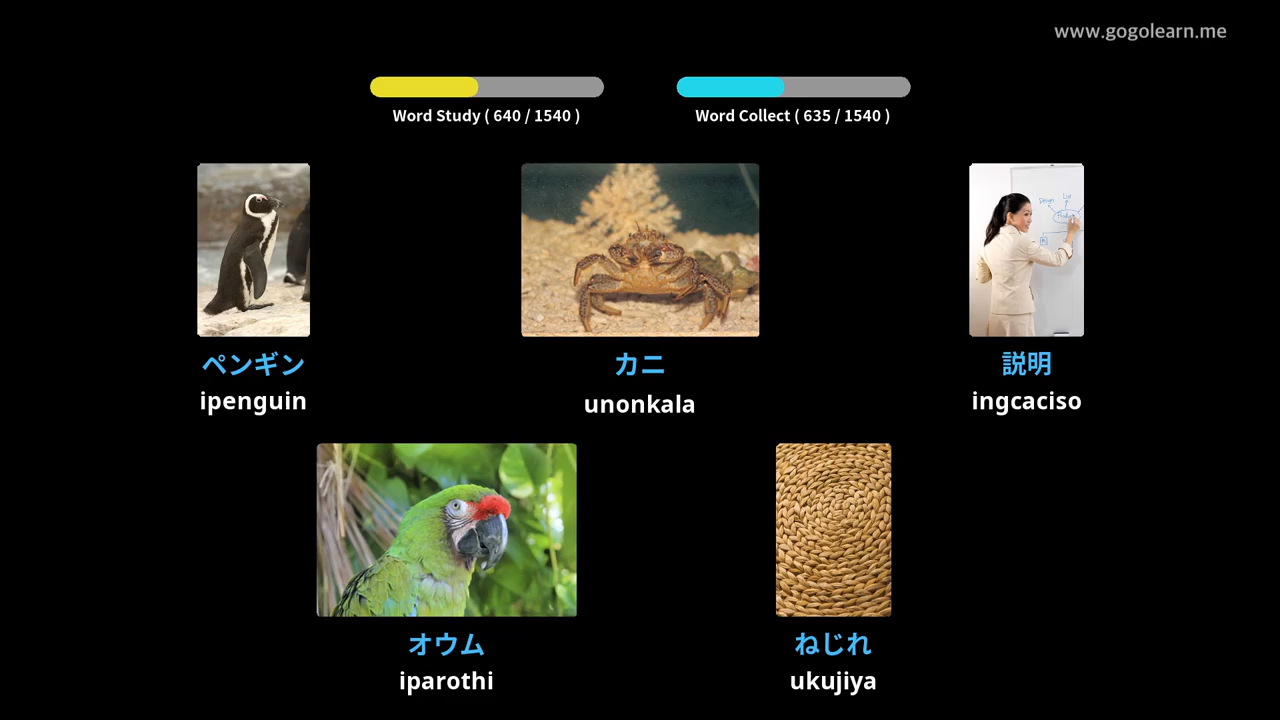 www.gogolearn.me
Word Study ( 640 / 1540 )
Word Collect ( 635 / 1540 )
ペンギン
ipenguin
カニ
unonkala
説明
ingcaciso
オウム
iparothi
ねじれ
ukujiya